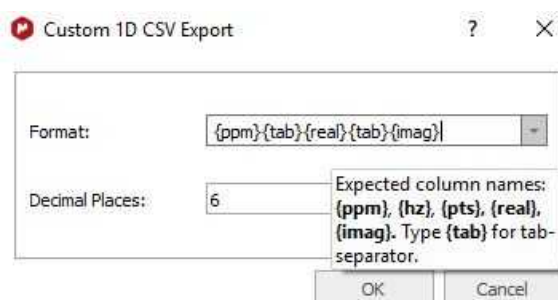 Custom 1D CSV Export ? X
Format: {ppm}{tab}{real}{tab}{imag}
Decimal Places: 6
Expected column names:
{ppm}, {hz}, {pts}, {real},
{imag}. Type {tab} for tab-
separator.
OK Cancel